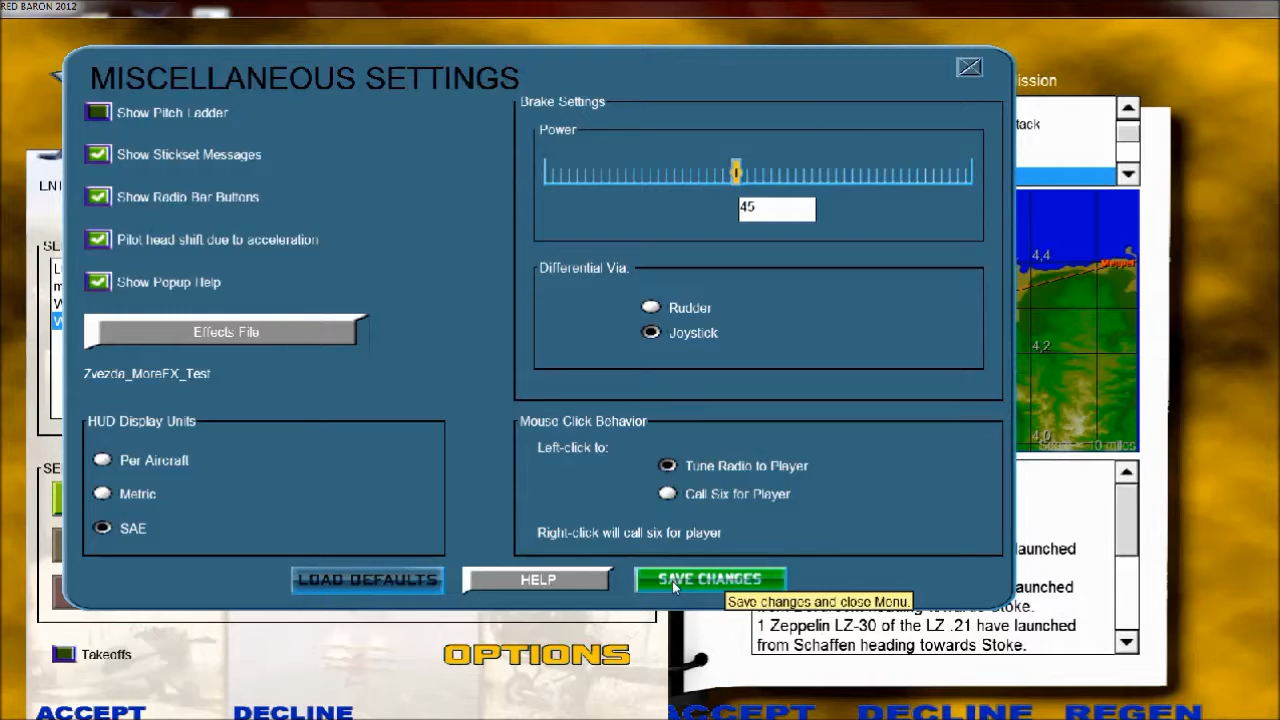 RED BARON 2012
MISCELLANEOUS SETTINGS
ission
Show Pitch Ladder
Show Stickset Messages
Show Radio Bar Buttons
Pilot head shift due to acceleration
Show Popup Help
Effects File
Zvezda_MoreFX_Test
Brake Settings
Power
45
Differential Via:
Rudder
Joystick
HUD Display Units
Per Aircraft
Metric
SAE
Mouse Click Behavior
Left-click to:
Tune Radio to Player
Call Six for Player
Right-click will call six for player
LOAD DEFAULTS
HELP
SAVE CHANGES
Save changes and close Menu.
tack
4,4
4,2
4,0
10 miles
aunched
heading towards Stoke.
1 Zeppelin LZ-30 of the LZ .21 have launched
from Schaffen heading towards Stoke.
Takeoffs
OPTIONS
ACCEPT
DECLINE
ACCEPT
DECLINE
REGEN